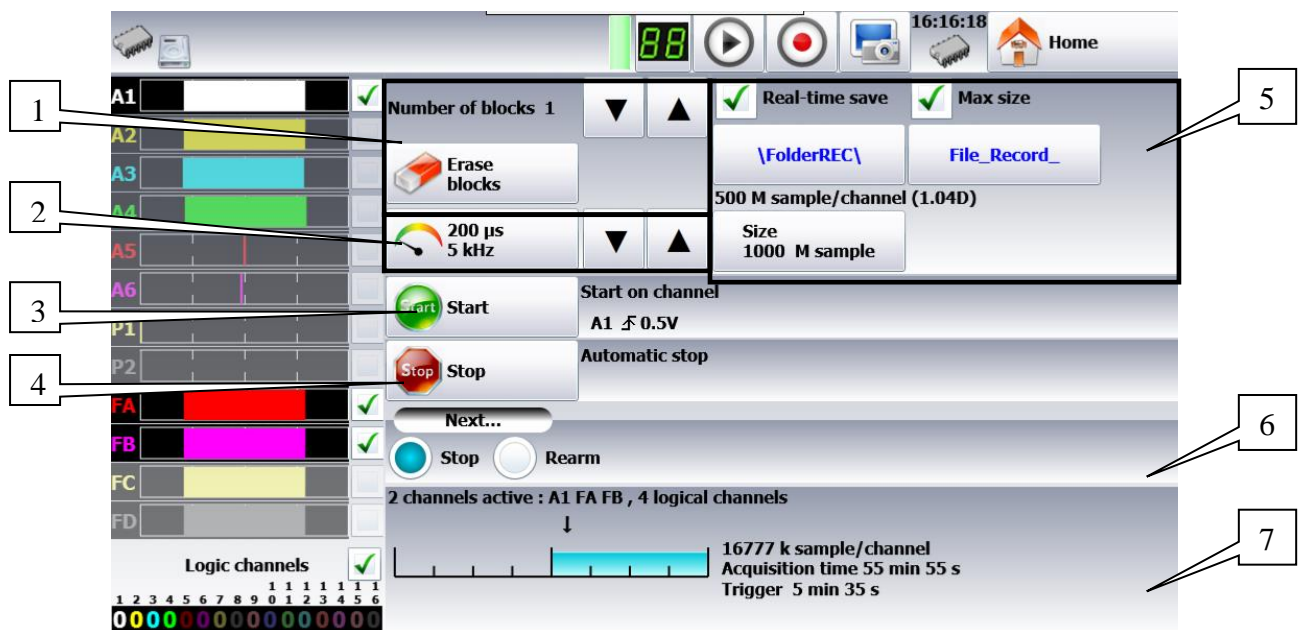 88
16:16:18
Home
A1
A2
A3
A4
A5
A6
P1
P2
FA
FB
FC
FD
Logic channels
1 2 3 4 5 6 7 8 9 10 11 12 13 14 15 16
0000000000000000
1
2
3
4
Number of blocks 1
▼ ▲
Erase
blocks
200 µs
5 kHz
▼ ▲
Real-time save
Max size
\FolderREC\
File_Record_
500 M sample/channel (1.04D)
Size
1000 M sample
Start Start
Start on channel
A1 0.5V
Stop Stop
Automatic stop
Next...
Stop
Rearm
2 channels active : A1 FA FB , 4 logical channels
16777 k sample/channel
Acquisition time 55 min 55 s
Trigger 5 min 35 s
5
6
7